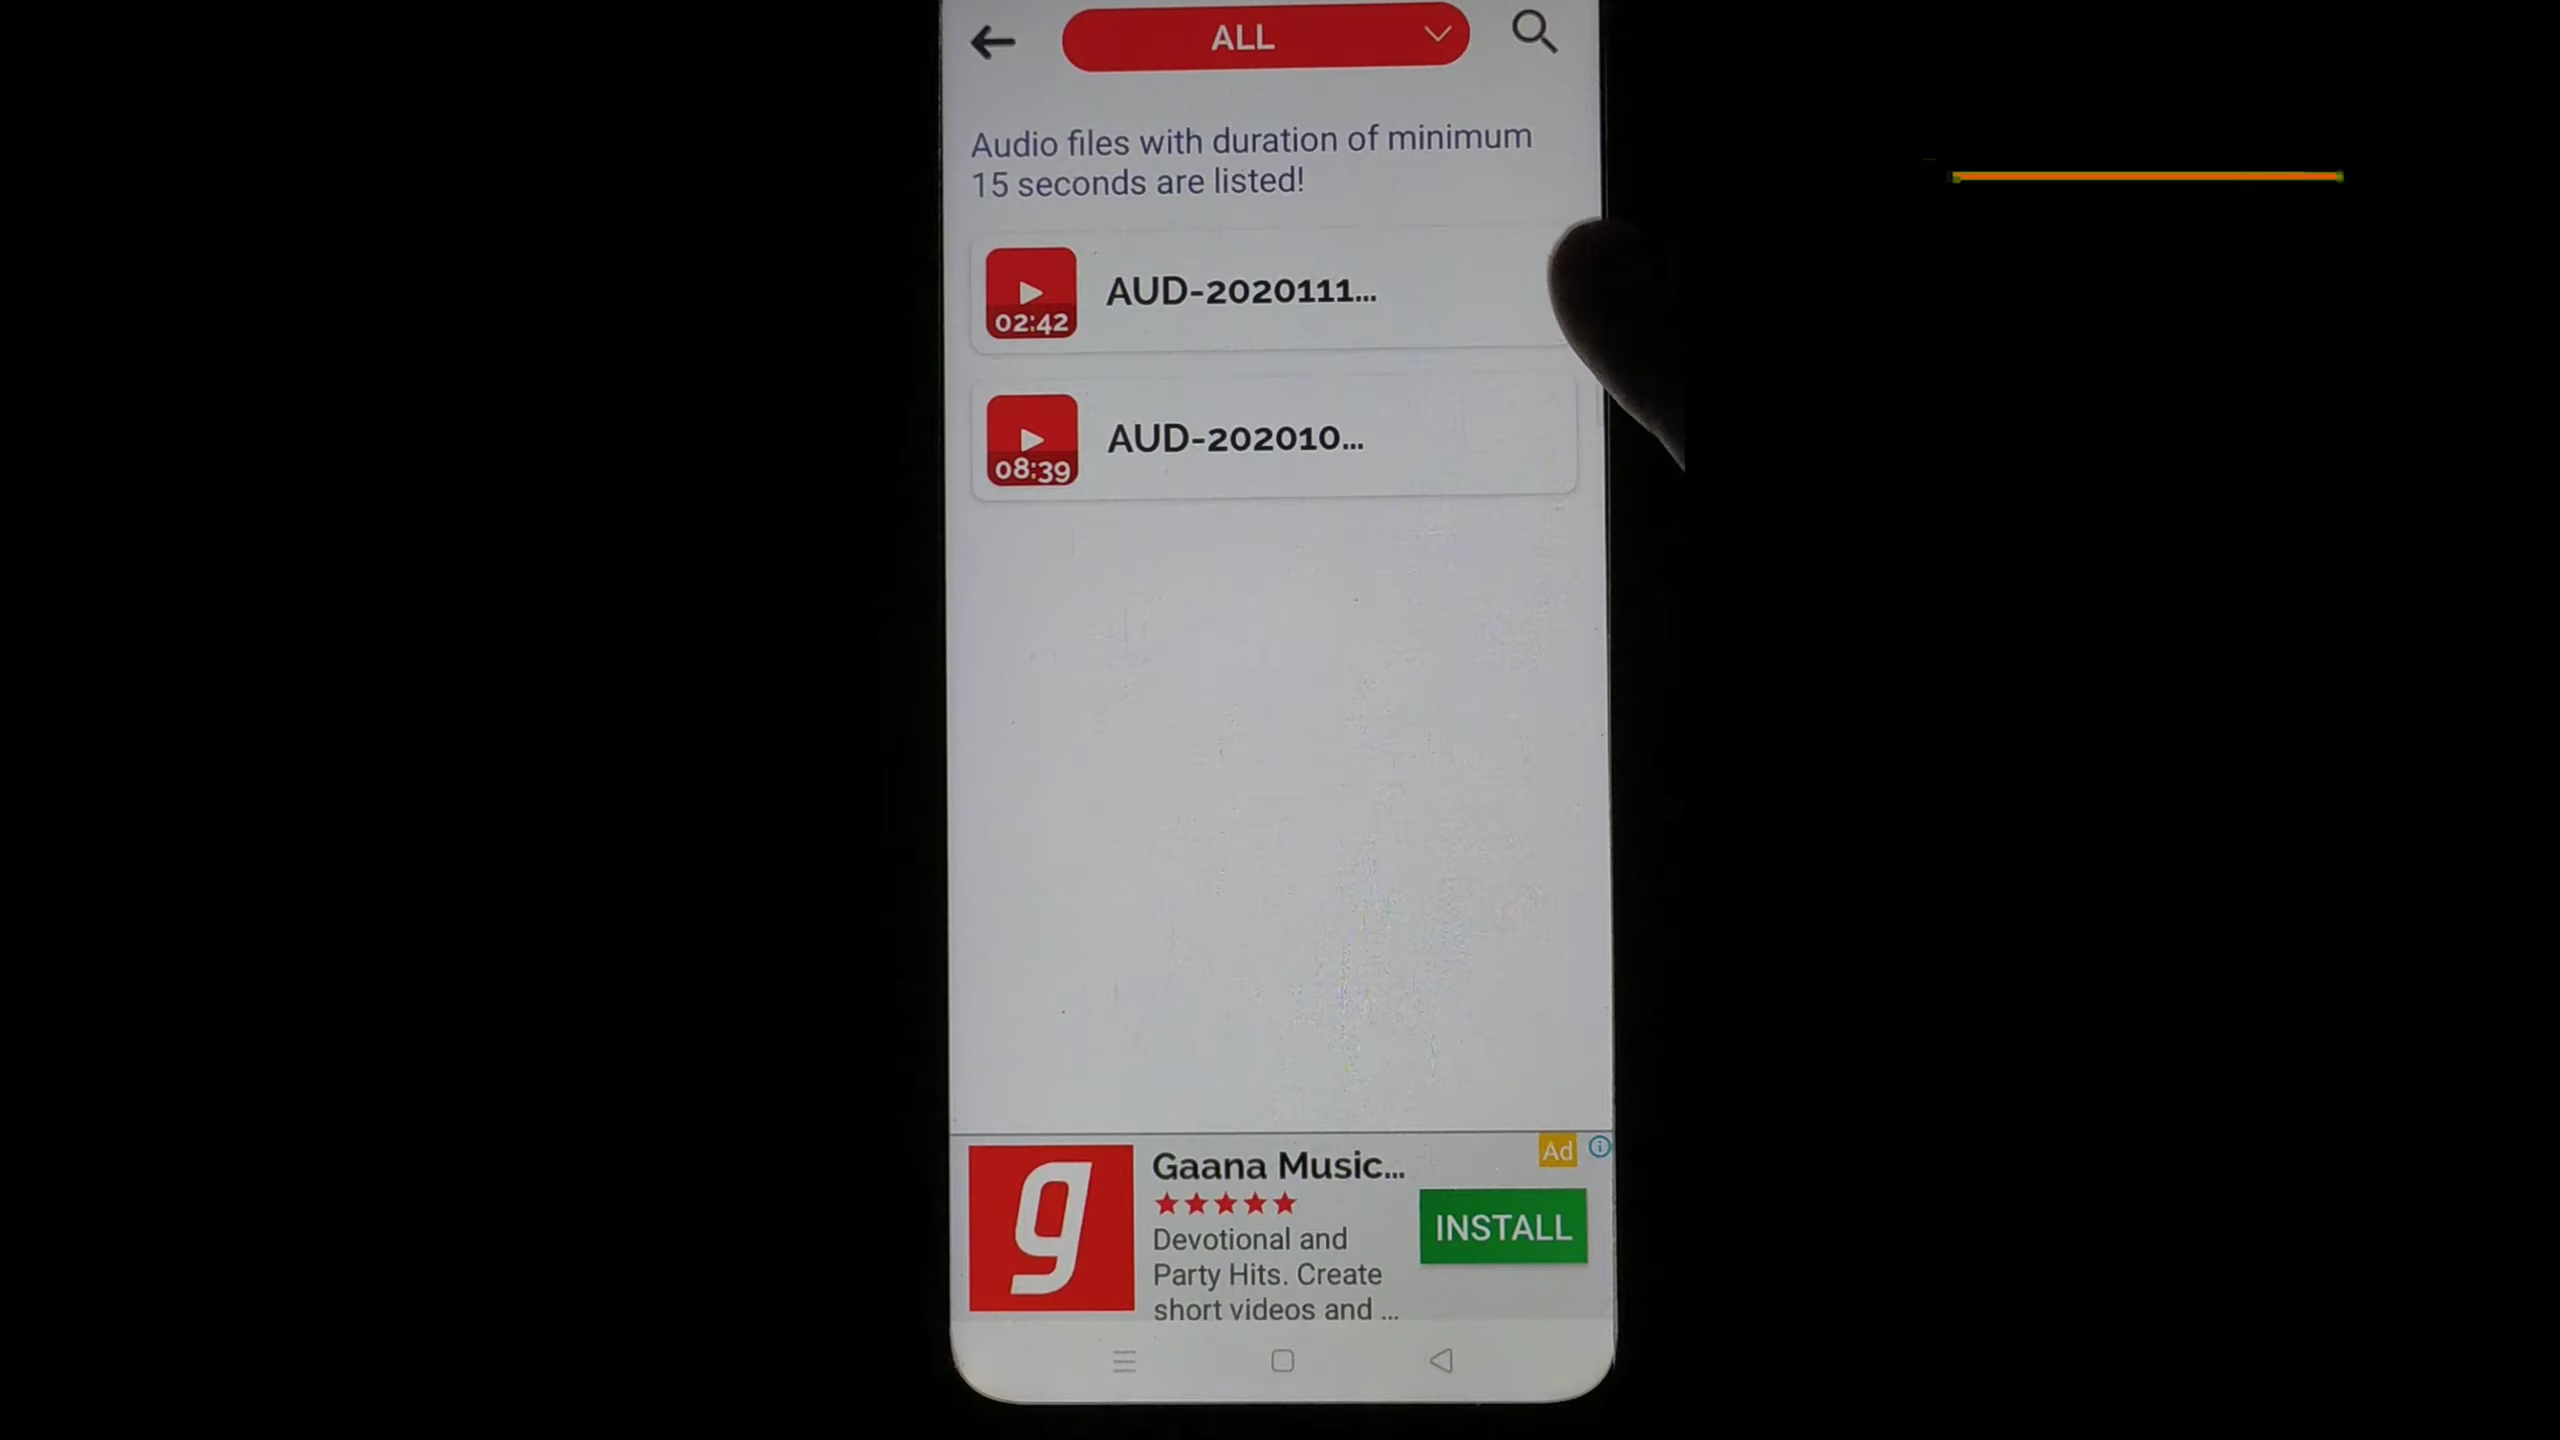 ALL
Audio files with duration of minimum
15 seconds are listed!
02:42
AUD-2020111...
08:39
AUD-202010...
Gaana Music...
Ad
Devotional and
Party Hits. Create
short videos and ...
INSTALL
g